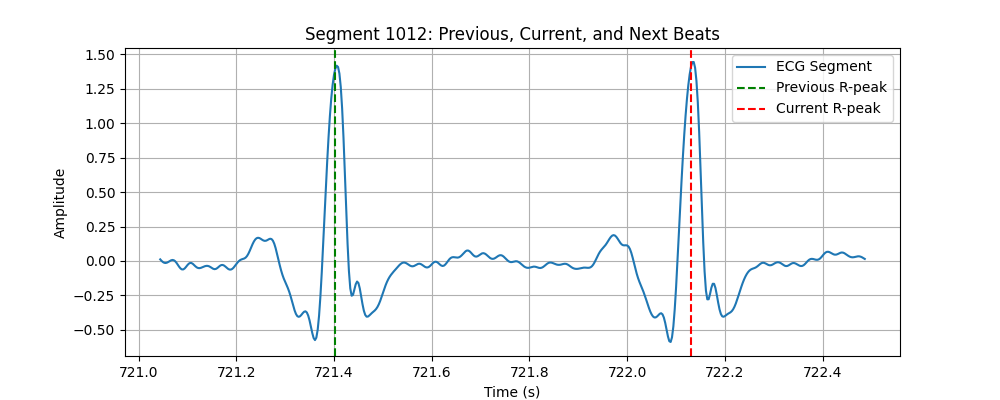 Segment 1012: Previous, Current, and Next Beats
1.50
1.25
1.00
0.75
0.50
0.25
0.00
−0.25
−0.50
Amplitude
ECG Segment
Previous R-peak
Current R-peak
721.0 721.2 721.4 721.6 721.8 722.0 722.2 722.4
Time (s)